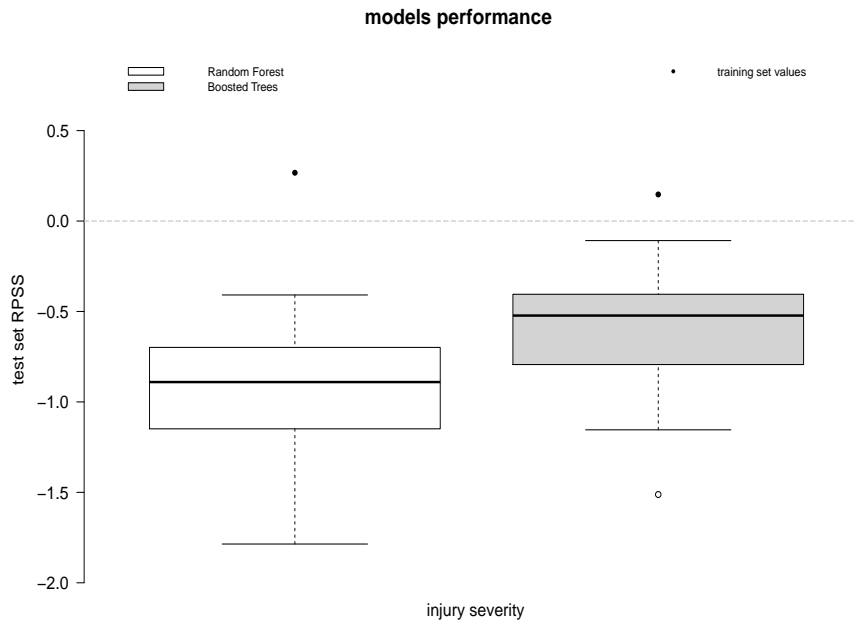 models performance
Random Forest
Boosted Trees
training set values
0.5
0.0
−0.5
−1.0
−1.5
−2.0
test set RPSS
injury severity